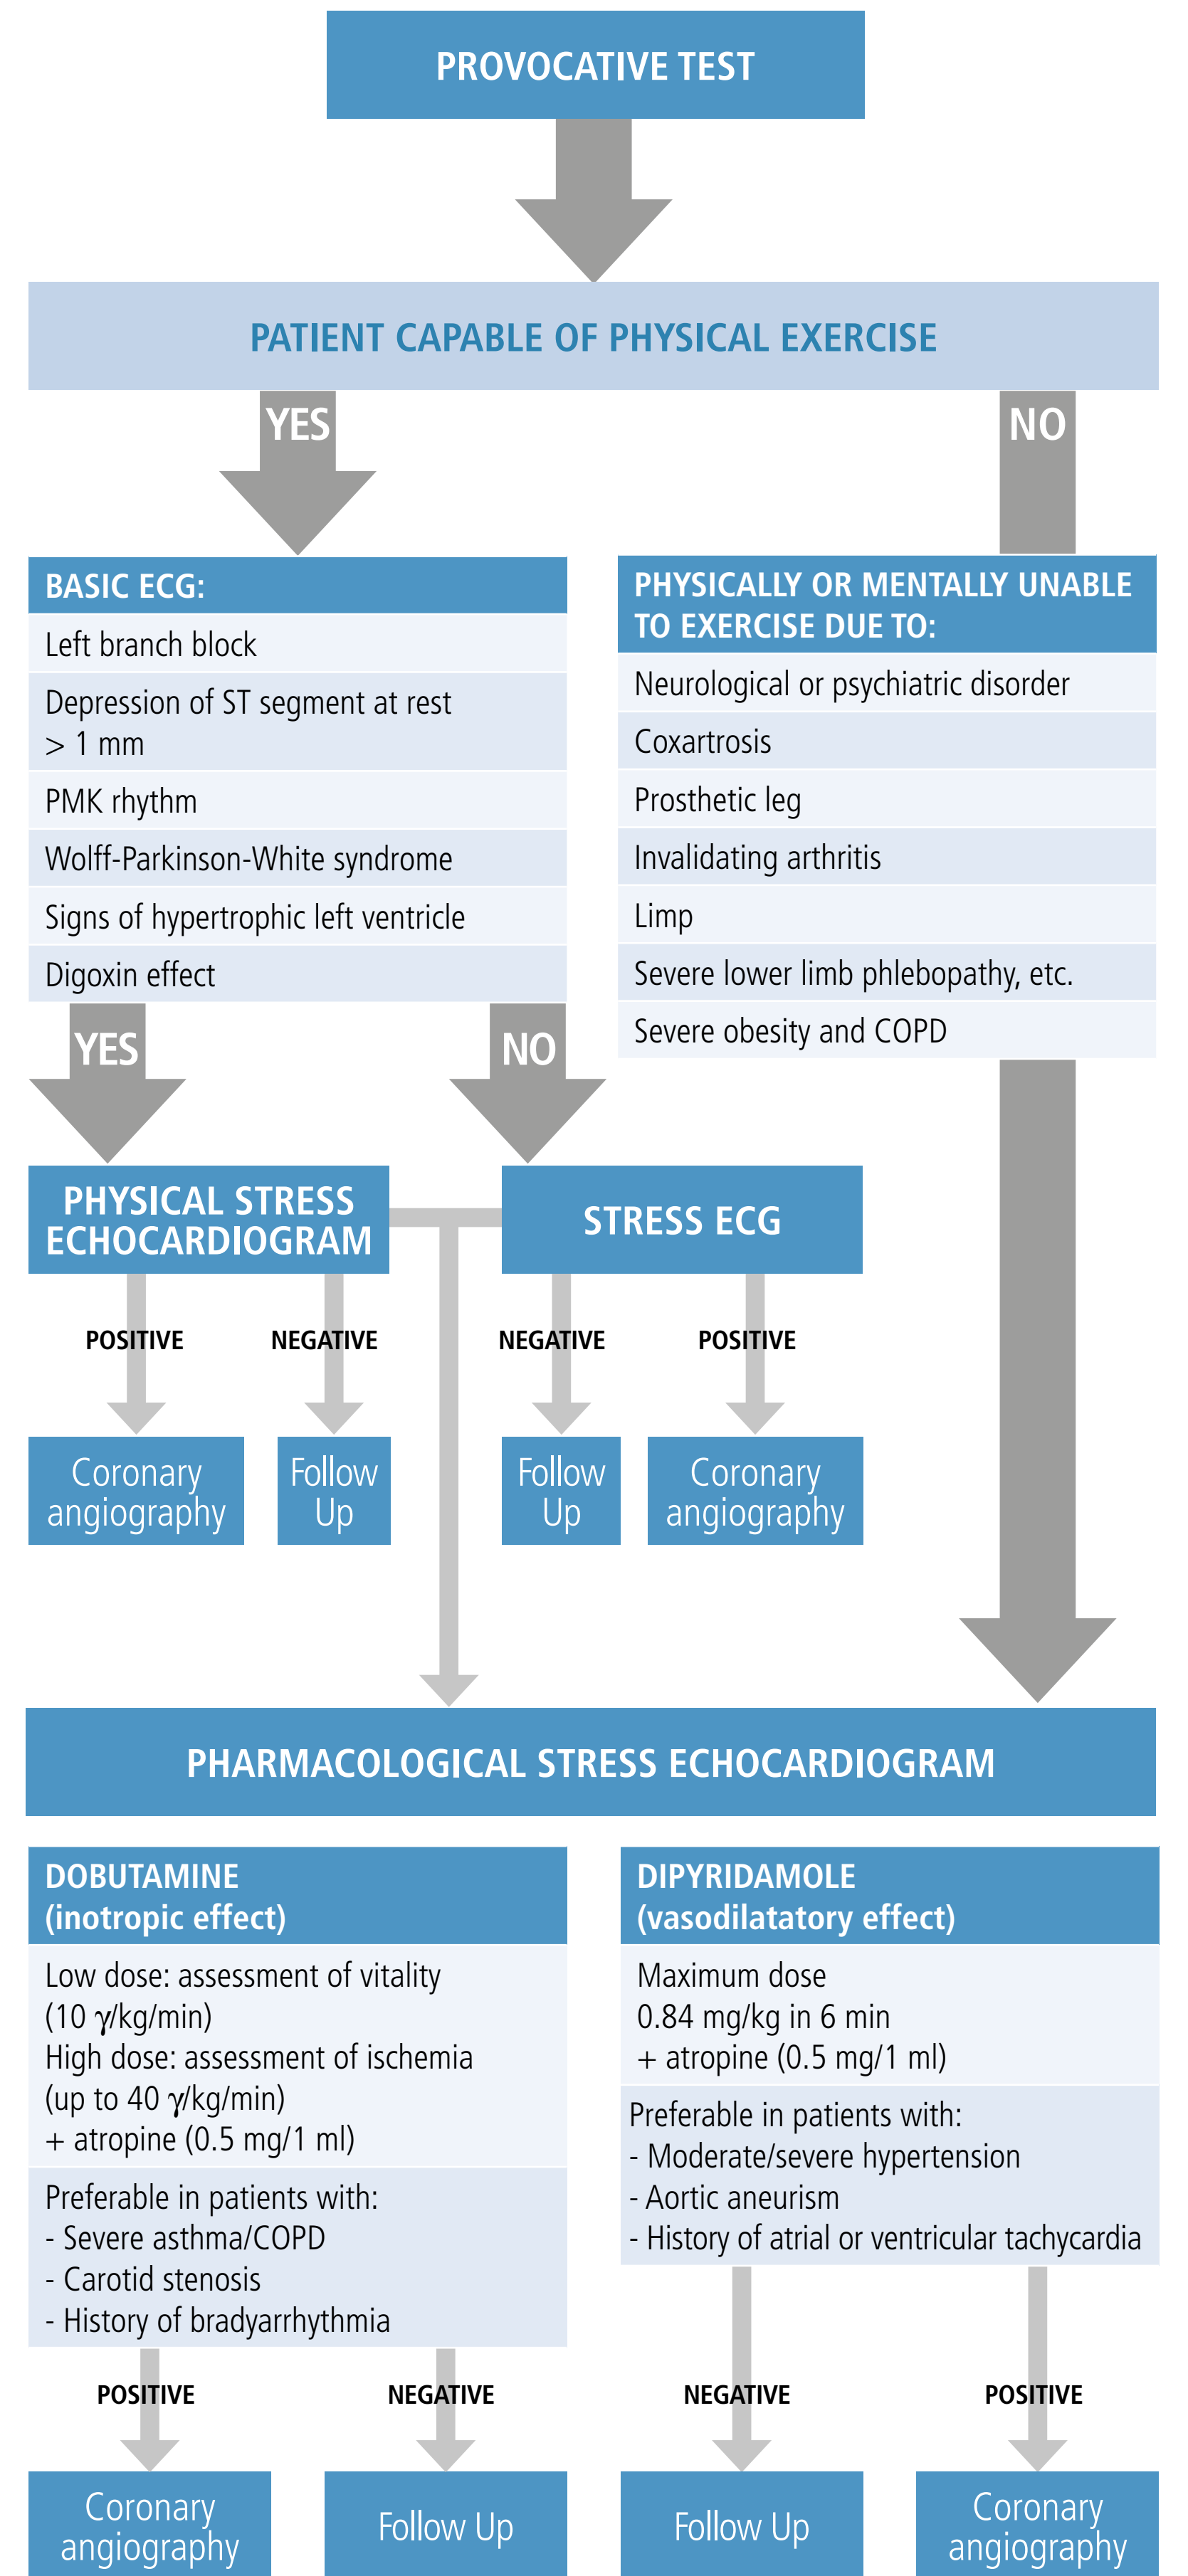 PROVOCATIVE TEST
PATIENT CAPABLE OF PHYSICAL EXERCISE
YES
NO
BASIC ECG:
Left branch block
Depression of ST segment at rest
> 1 mm
PMK rhythm
Wolff-Parkinson-White syndrome
Signs of hypertrophic left ventricle
Digoxin effect
PHYSICALLY OR MENTALLY UNABLE
TO EXERCISE DUE TO:
Neurological or psychiatric disorder
Coxartrosis
Prosthetic leg
Invalidating arthritis
Limp
Severe lower limb phlebopathy, etc.
Severe obesity and COPD
YES
NO
PHYSICAL STRESS
ECHOCARDIOGRAM
STRESS ECG
POSITIVE
NEGATIVE
NEGATIVE
POSITIVE
Coronary
angiography
Follow
Up
Follow
Up
Coronary
angiography
PHARMACOLOGICAL STRESS ECHOCARDIOGRAM
DOBUTAMINE
(inotropic effect)
Low dose: assessment of vitality
(10 γ/kg/min)
High dose: assessment of ischemia
(up to 40 γ/kg/min)
+ atropine (0.5 mg/1 ml)
Preferable in patients with:
- Severe asthma/COPD
- Carotid stenosis
- History of bradyarrhythmia
DIPYRIDAMOLE
(vasodilatatory effect)
Maximum dose
0.84 mg/kg in 6 min
+ atropine (0.5 mg/1 ml)
Preferable in patients with:
- Moderate/severe hypertension
- Aortic aneurism
- History of atrial or ventricular tachycardia
POSITIVE
NEGATIVE
NEGATIVE
POSITIVE
Coronary
angiography
Follow Up
Follow Up
Coronary
angiography